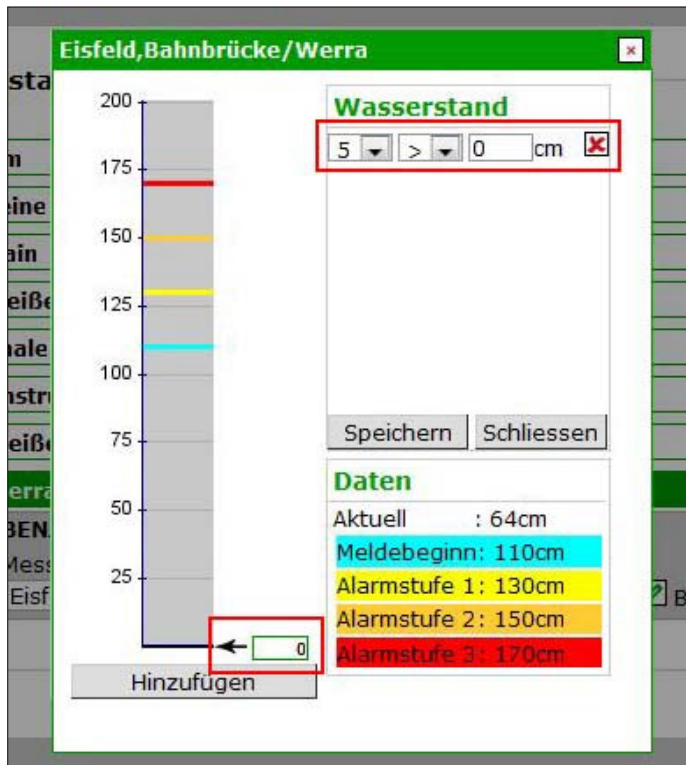 Eisfeld,Bahnbrücke/Werra
200
175
150
125
100
75
50
25
0
Hinzufügen
Wasserstand
5 > 0 cm
Speichern Schliessen
Daten
Aktuell : 64cm
Meldebeginn: 110cm
Alarmstufe 1: 130cm
Alarmstufe 2: 150cm
Alarmstufe 3: 170cm